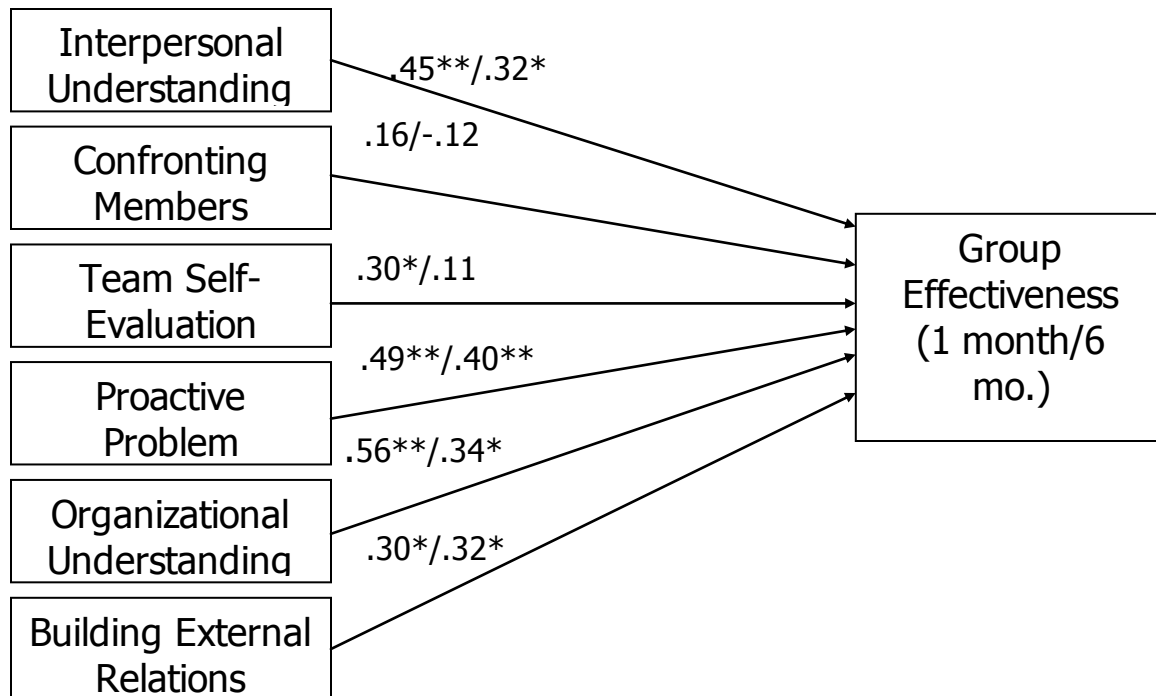 Interpersonal
Understanding
.45**/.32*
.16/-.12
Confronting
Members
Team Self-
Evaluation
.30*/.11
.49**/.40**
Proactive
Problem
.56**/.34*
Organizational
Understanding
.30*/.32*
Building External
Relations
Group
Effectiveness
(1 month/6
mo.)